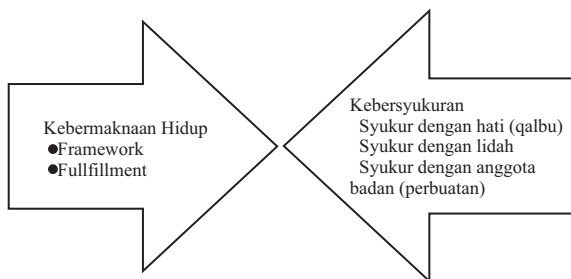 Kebermaknaan Hidup
●Framework
●Fullfillment
Kebersyukuran
Syukur dengan hati (qalbu)
Syukur dengan lidah
Syukur dengan anggota
badan (perbuatan)